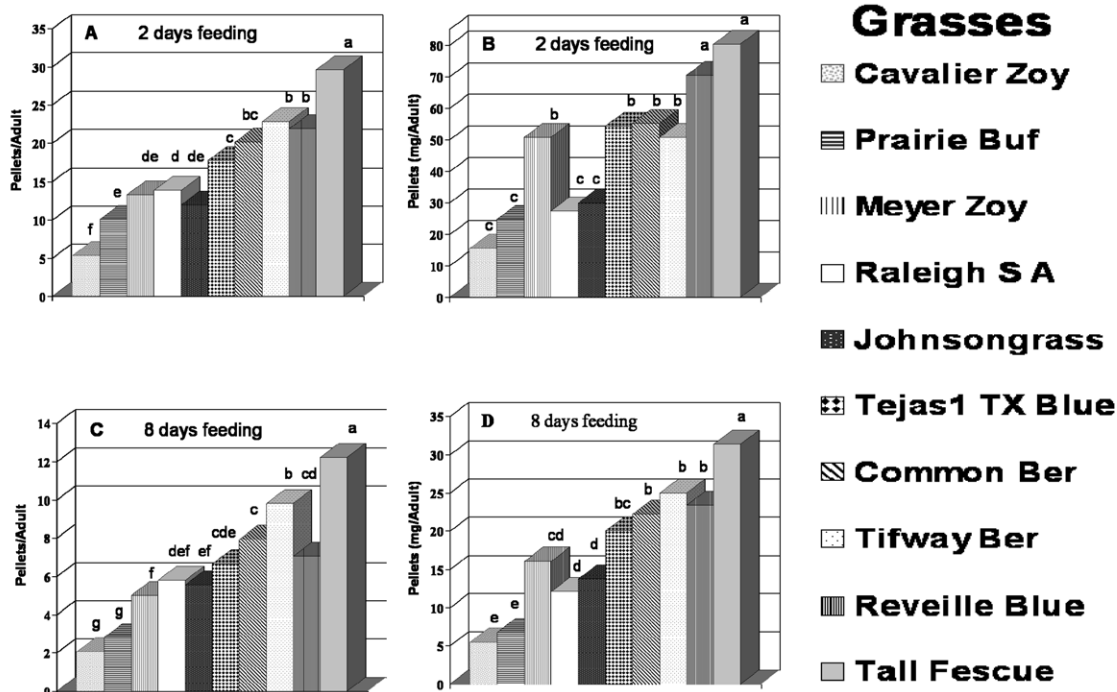 A 2 days feeding
a
b b
bc
c
de d de
e
f
Pellets/Adult
35
30
25
20
15
10
5
0
B 2 days feeding
a
a
b b b
b
c c
c
c
Pellets (mg/Adult)
80
70
60
50
40
30
20
10
0
C 8 days feeding
a
b cd
c
cde
def ef
f
g
g
Pellets/Adult
14
12
10
8
6
4
2
0
D 8 days feeding
a
b b
bc b
cd
d
d
e
e
Pellets (mg/Adult)
35
30
25
20
15
10
5
0
Grasses
Cavalier Zoy
Prairie Buf
Meyer Zoy
Raleigh S A
Johnsongrass
Tejas1 TX Blue
Common Ber
Tifway Ber
Reveille Blue
Tall Fescue